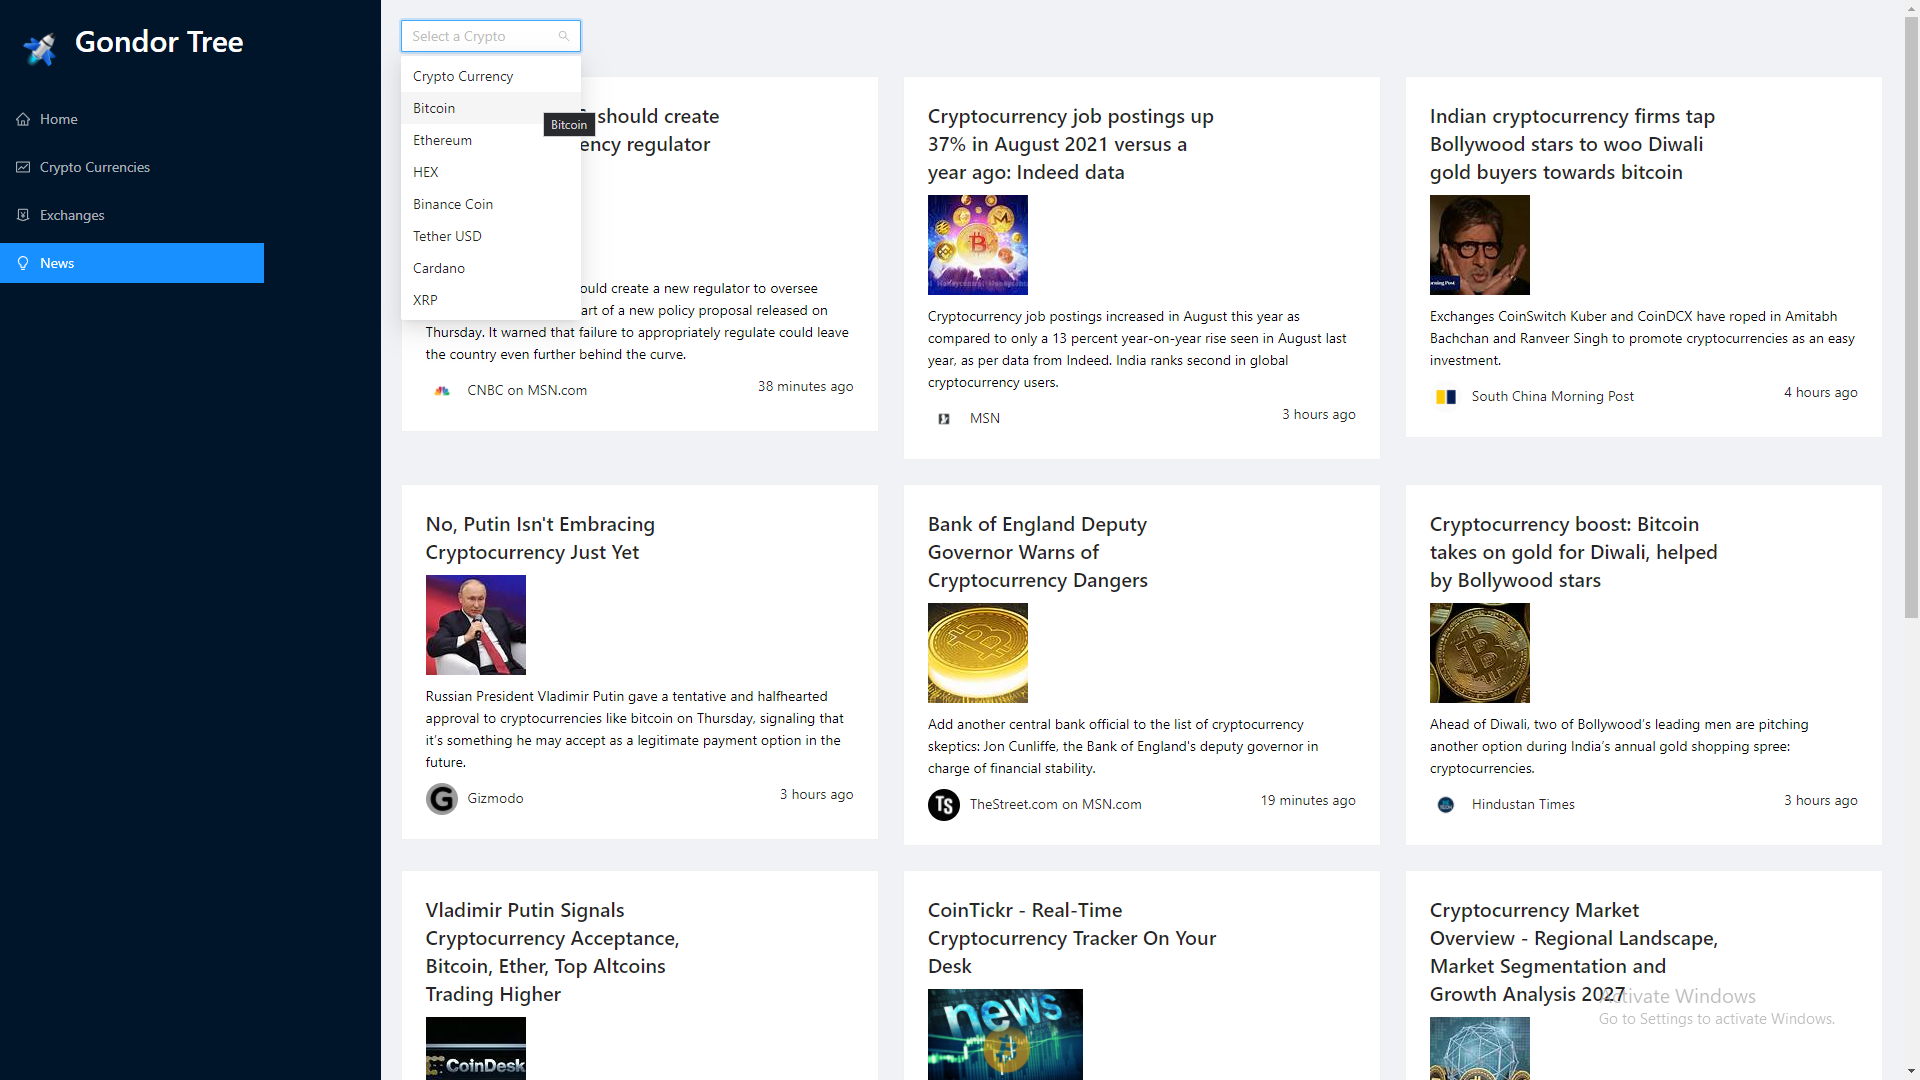 Gondor Tree
Home
Crypto Currencies
Exchanges
News
Select a Crypto
Crypto Currency
Bitcoin
Bitcoin
Ethereum
HEX
Binance Coin
Tether USD
Cardano
XRP
should create
ency regulator
ould create a new regulator to oversee
art of a new policy proposal released on
Thursday. It warned that failure to appropriately regulate could leave
the country even further behind the curve.
CNBC on MSN.com
38 minutes ago
Cryptocurrency job postings up
37% in August 2021 versus a
year ago: Indeed data
Cryptocurrency job postings increased in August this year as
compared to only a 13 percent year-on-year rise seen in August last
year, as per data from Indeed. India ranks second in global
cryptocurrency users.
MSN
3 hours ago
Indian cryptocurrency firms tap
Bollywood stars to woo Diwali
gold buyers towards bitcoin
Exchanges CoinSwitch Kuber and CoinDCX have roped in Amitabh
Bachchan and Ranveer Singh to promote cryptocurrencies as an easy
investment.
South China Morning Post
4 hours ago
No, Putin Isn't Embracing
Cryptocurrency Just Yet
Russian President Vladimir Putin gave a tentative and halfhearted
approval to cryptocurrencies like bitcoin on Thursday, signaling that
it’s something he may accept as a legitimate payment option in the
future.
G
Gizmodo
3 hours ago
Bank of England Deputy
Governor Warns of
Cryptocurrency Dangers
Add another central bank official to the list of cryptocurrency
skeptics: Jon Cunliffe, the Bank of England's deputy governor in
charge of financial stability.
TS
TheStreet.com on MSN.com
19 minutes ago
Cryptocurrency boost: Bitcoin
takes on gold for Diwali, helped
by Bollywood stars
Ahead of Diwali, two of Bollywood’s leading men are pitching
another option during India’s annual gold shopping spree:
cryptocurrencies.
Hindustan Times
3 hours ago
Vladimir Putin Signals
Cryptocurrency Acceptance,
Bitcoin, Ether, Top Altcoins
Trading Higher
CoinDesk
CoinTickr - Real-Time
Cryptocurrency Tracker On Your
Desk
news
Cryptocurrency Market
Overview - Regional Landscape,
Market Segmentation and
Growth Analysis 2027
Activate Windows
Go to Settings to activate Windows.